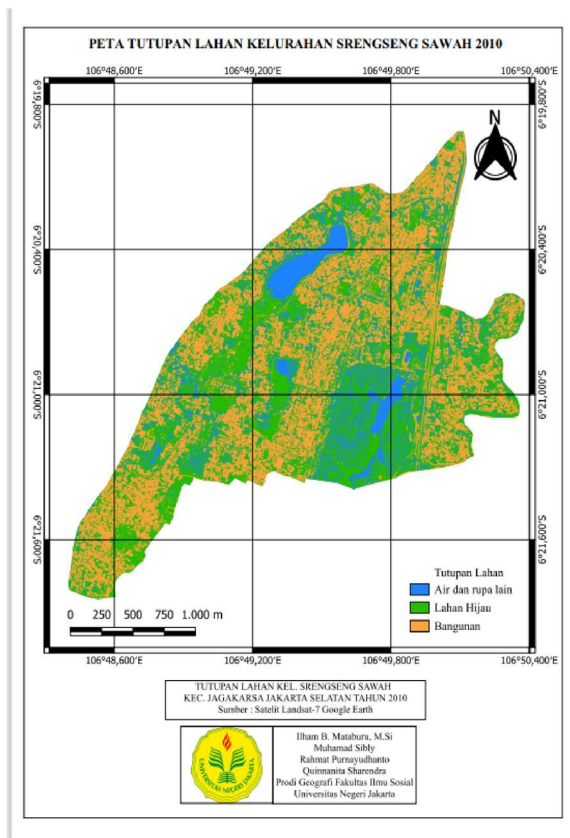 PETA TUTUPAN LAHAN KELURAHAN SRENGSENG SAWAH 2010
106°48,600'E 106°49,200'E 106°49,800'E 106°50,400'E
6°19,800'S 6°19,800'S
N
6°20,400'S 6°20,400'S
6°21,000'S 6°21,000'S
6°21,600'S 6°21,600'S
Tutupan Lahan
Air dan rupa lain
Lahan Hijau
Bangunan
0 250 500 750 1.000 m
106°48,600'E 106°49,200'E 106°49,800'E 106°50,400'E
TUTUPAN LAHAN KEL. SRENGSENG SAWAH
KEC. JAGAKARSA JAKARTA SELATAN TAHUN 2010
Sumber : Satelit Landsat-7 Google Earth
UNIVERSITAS NEGERI JAKARTA
Ilham B. Mataburu, M.Si
Muhamad Sibly
Rahmat Purnayudhanto
Quinnanita Sharendra
Prodi Geografi Fakultas Ilmu Sosial
Universitas Negeri Jakarta